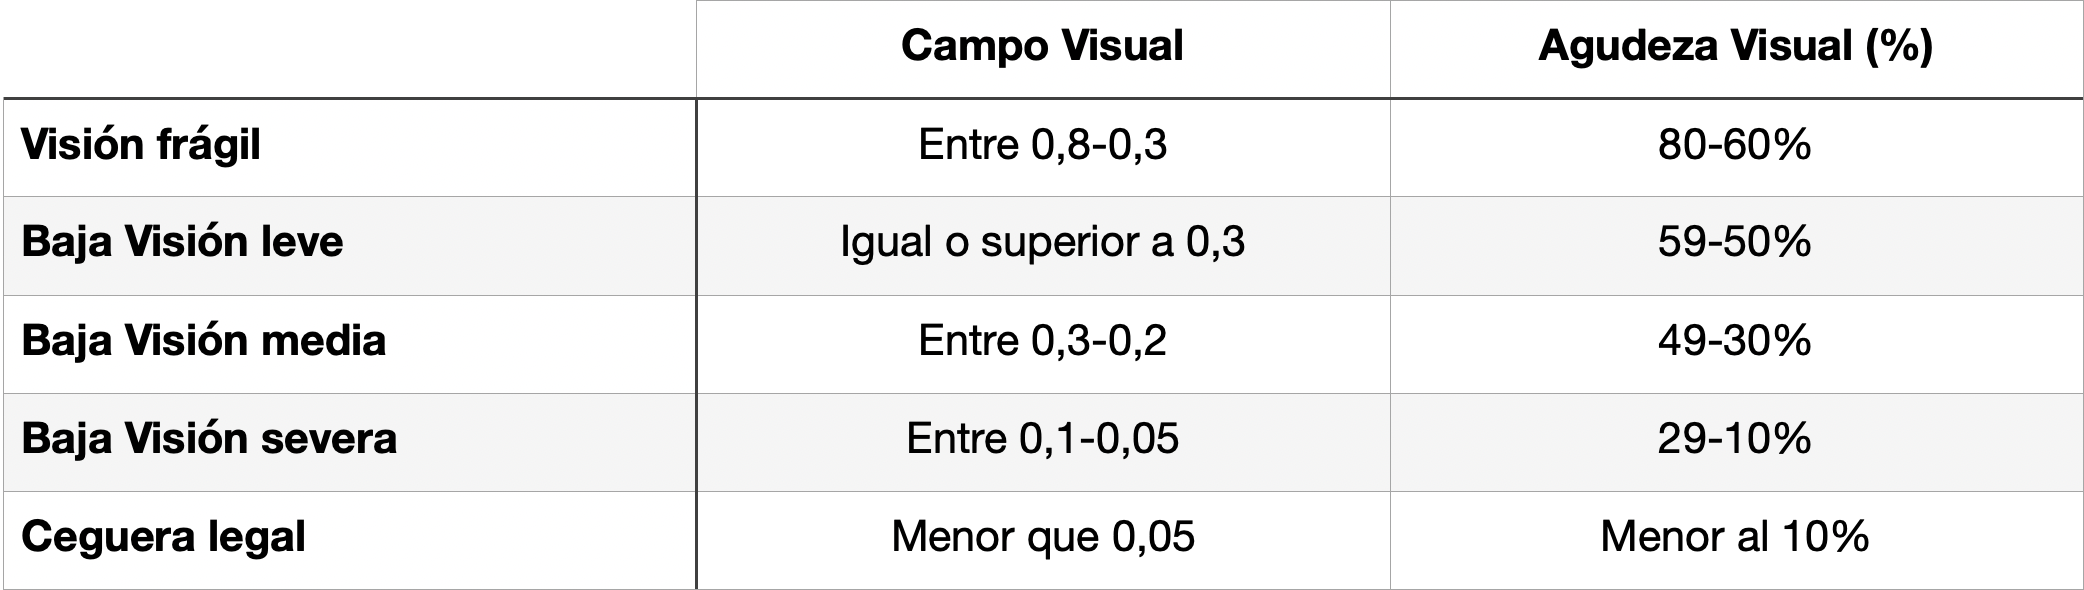 Campo Visual Agudeza Visual (%)
Visión frágil Entre 0,8-0,3 80-60%
Baja Visión leve Igual o superior a 0,3 59-50%
Baja Visión media Entre 0,3-0,2 49-30%
Baja Visión severa Entre 0,1-0,05 29-10%
Ceguera legal Menor que 0,05 Menor al 10%